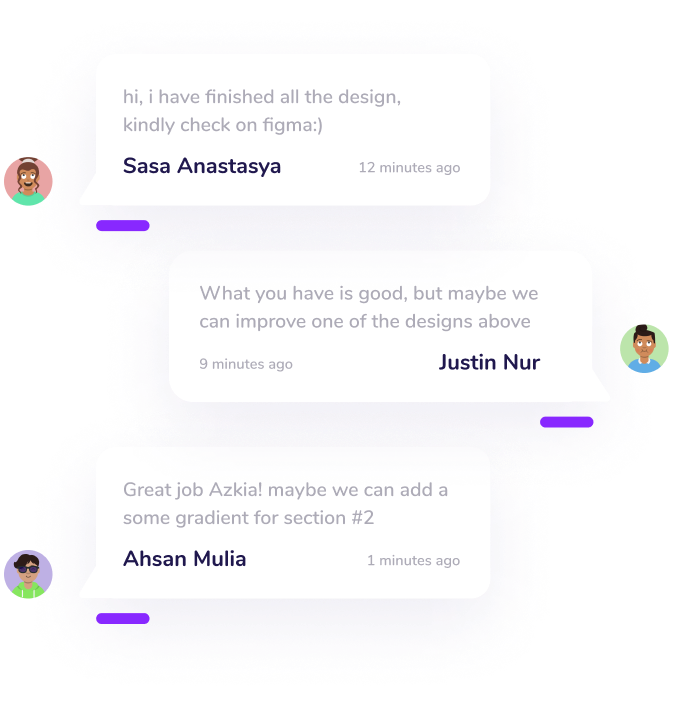 hi, i have finished all the design,
kindly check on figma:)
Sasa Anastasya 12 minutes ago
What you have is good, but maybe we
can improve one of the designs above
9 minutes ago Justin Nur
Great job Azkia! maybe we can add a
some gradient for section #2
Ahsan Mulia 1 minutes ago